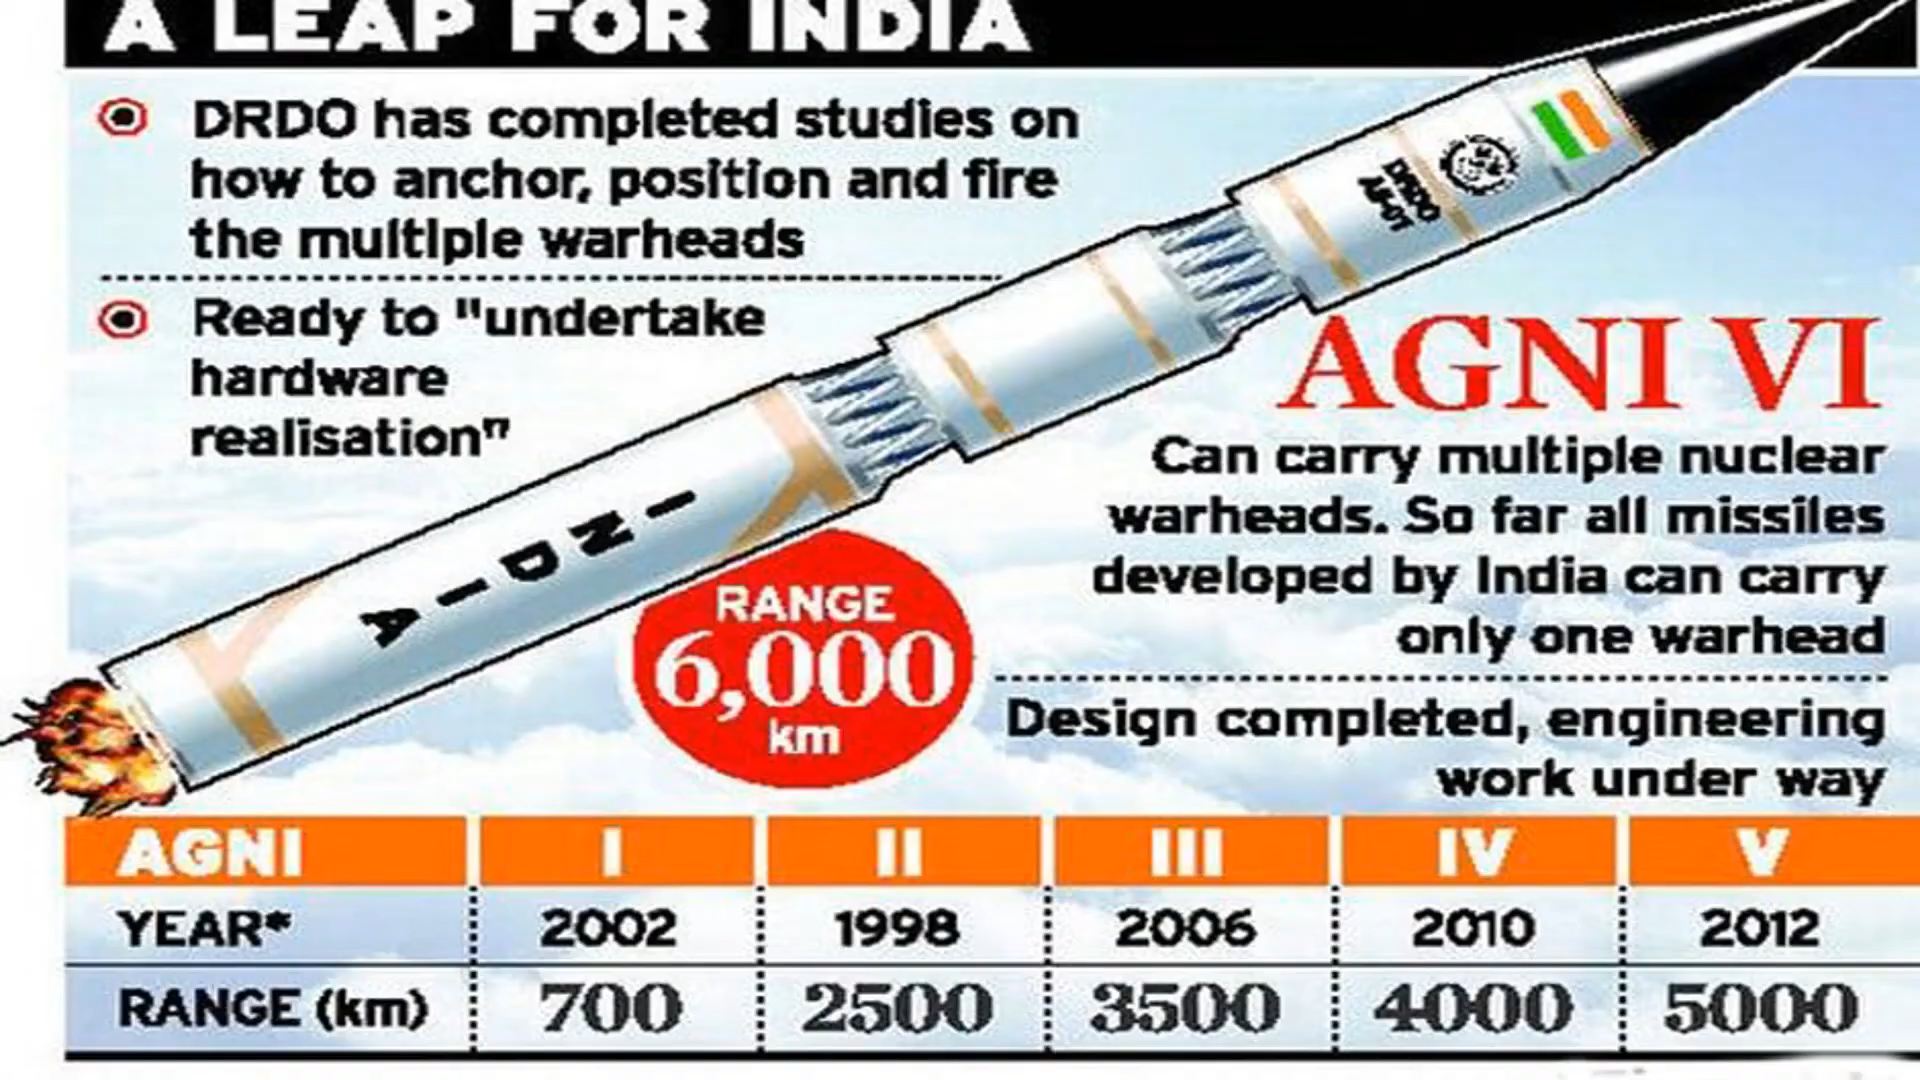 A LEAP FOR INDIA
DRDO has completed studies on
how to anchor, position and fire
the multiple warheads
Ready to "undertake
hardware
realisation"
DRDO
INDIA
AGNI VI
Can carry multiple nuclear
warheads. So far all missiles
developed by India can carry
only one warhead
RANGE
6,000
km
Design completed, engineering
work under way
AGNI I II III IV V
YEAR* 2002 1998 2006 2010 2012
RANGE (km) 700 2500 3500 4000 5000